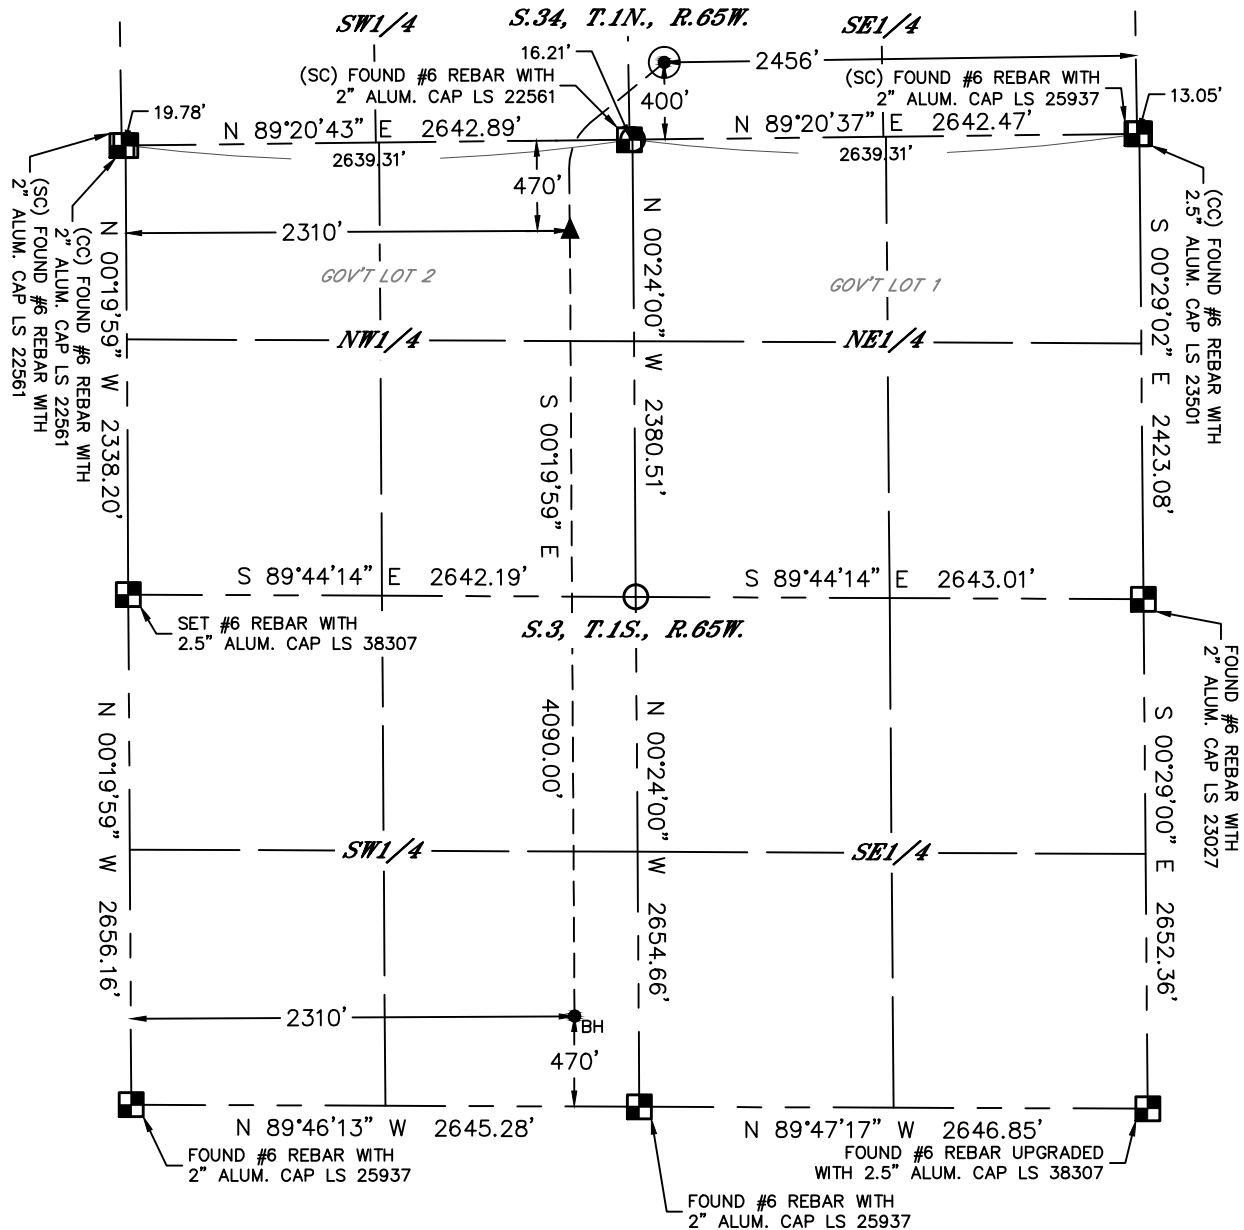 SW1/4
S.34, T.1N., R.65W.
SE1/4
16.21'
2456'
(SC) FOUND #6 REBAR WITH
2" ALUM. CAP LS 22561
(SC) FOUND #6 REBAR WITH
2" ALUM. CAP LS 25937
400'
19.78'
13.05'
N 89°20'43" E 2642.89'
N 89°20'37" E 2642.47'
2639.31'
2639.31'
470'
(SC) FOUND #6 REBAR WITH
2" ALUM. CAP LS 22561
(CC) FOUND #6 REBAR WITH
2" ALUM. CAP LS 22561
N 00°19'59" W 2338.20'
2310'
N 00°24'00" W 2380.51'
S 00°29'02" E 2423.08'
(CC) FOUND #6 REBAR WITH
2.5" ALUM. CAP LS 23501
GOV'T LOT 2
GOV'T LOT 1
NW1/4
NE1/4
S 00°19'59" E 4090.00'
S 89°44'14" E 2642.19'
S 89°44'14" E 2643.01'
SET #6 REBAR WITH
2.5" ALUM. CAP LS 38307
S.3, T.1S., R.65W.
FOUND #6 REBAR WITH
2" ALUM. CAP LS 23027
N 00°19'59" W 2656.16'
N 00°24'00" W 2654.66'
S 00°29'00" E 2652.36'
SW1/4
SE1/4
2310'
BH
470'
N 89°46'13" W 2645.28'
N 89°47'17" W 2646.85'
FOUND #6 REBAR WITH
2" ALUM. CAP LS 25937
FOUND #6 REBAR UPGRADED
WITH 2.5" ALUM. CAP LS 38307
FOUND #6 REBAR WITH
2" ALUM. CAP LS 25937